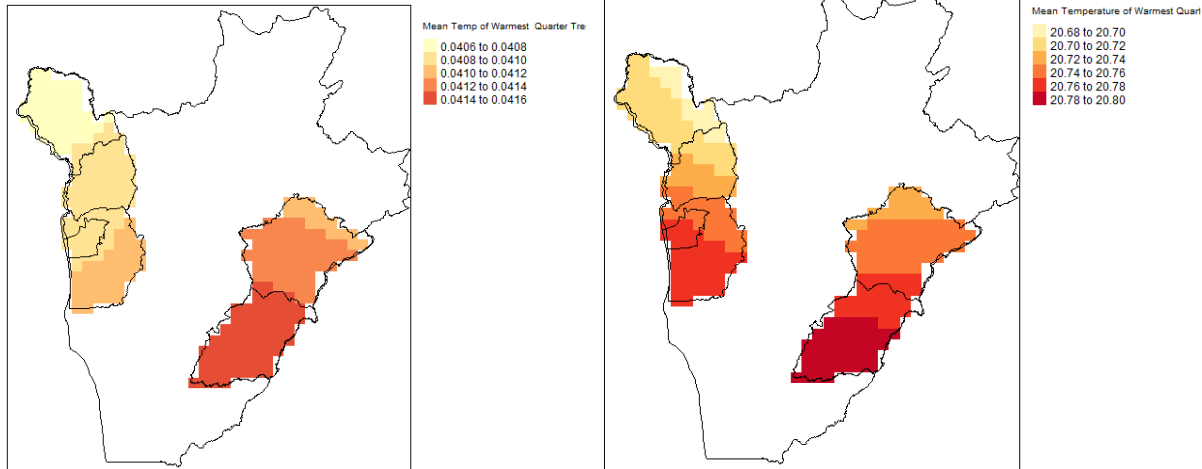 Mean Temp of Warmest Quarter Tre
0.0406 to 0.0408
0.0408 to 0.0410
0.0410 to 0.0412
0.0412 to 0.0414
0.0414 to 0.0416
Mean Temperature of Warmest Quart
20.68 to 20.70
20.70 to 20.72
20.72 to 20.74
20.74 to 20.76
20.76 to 20.78
20.78 to 20.80